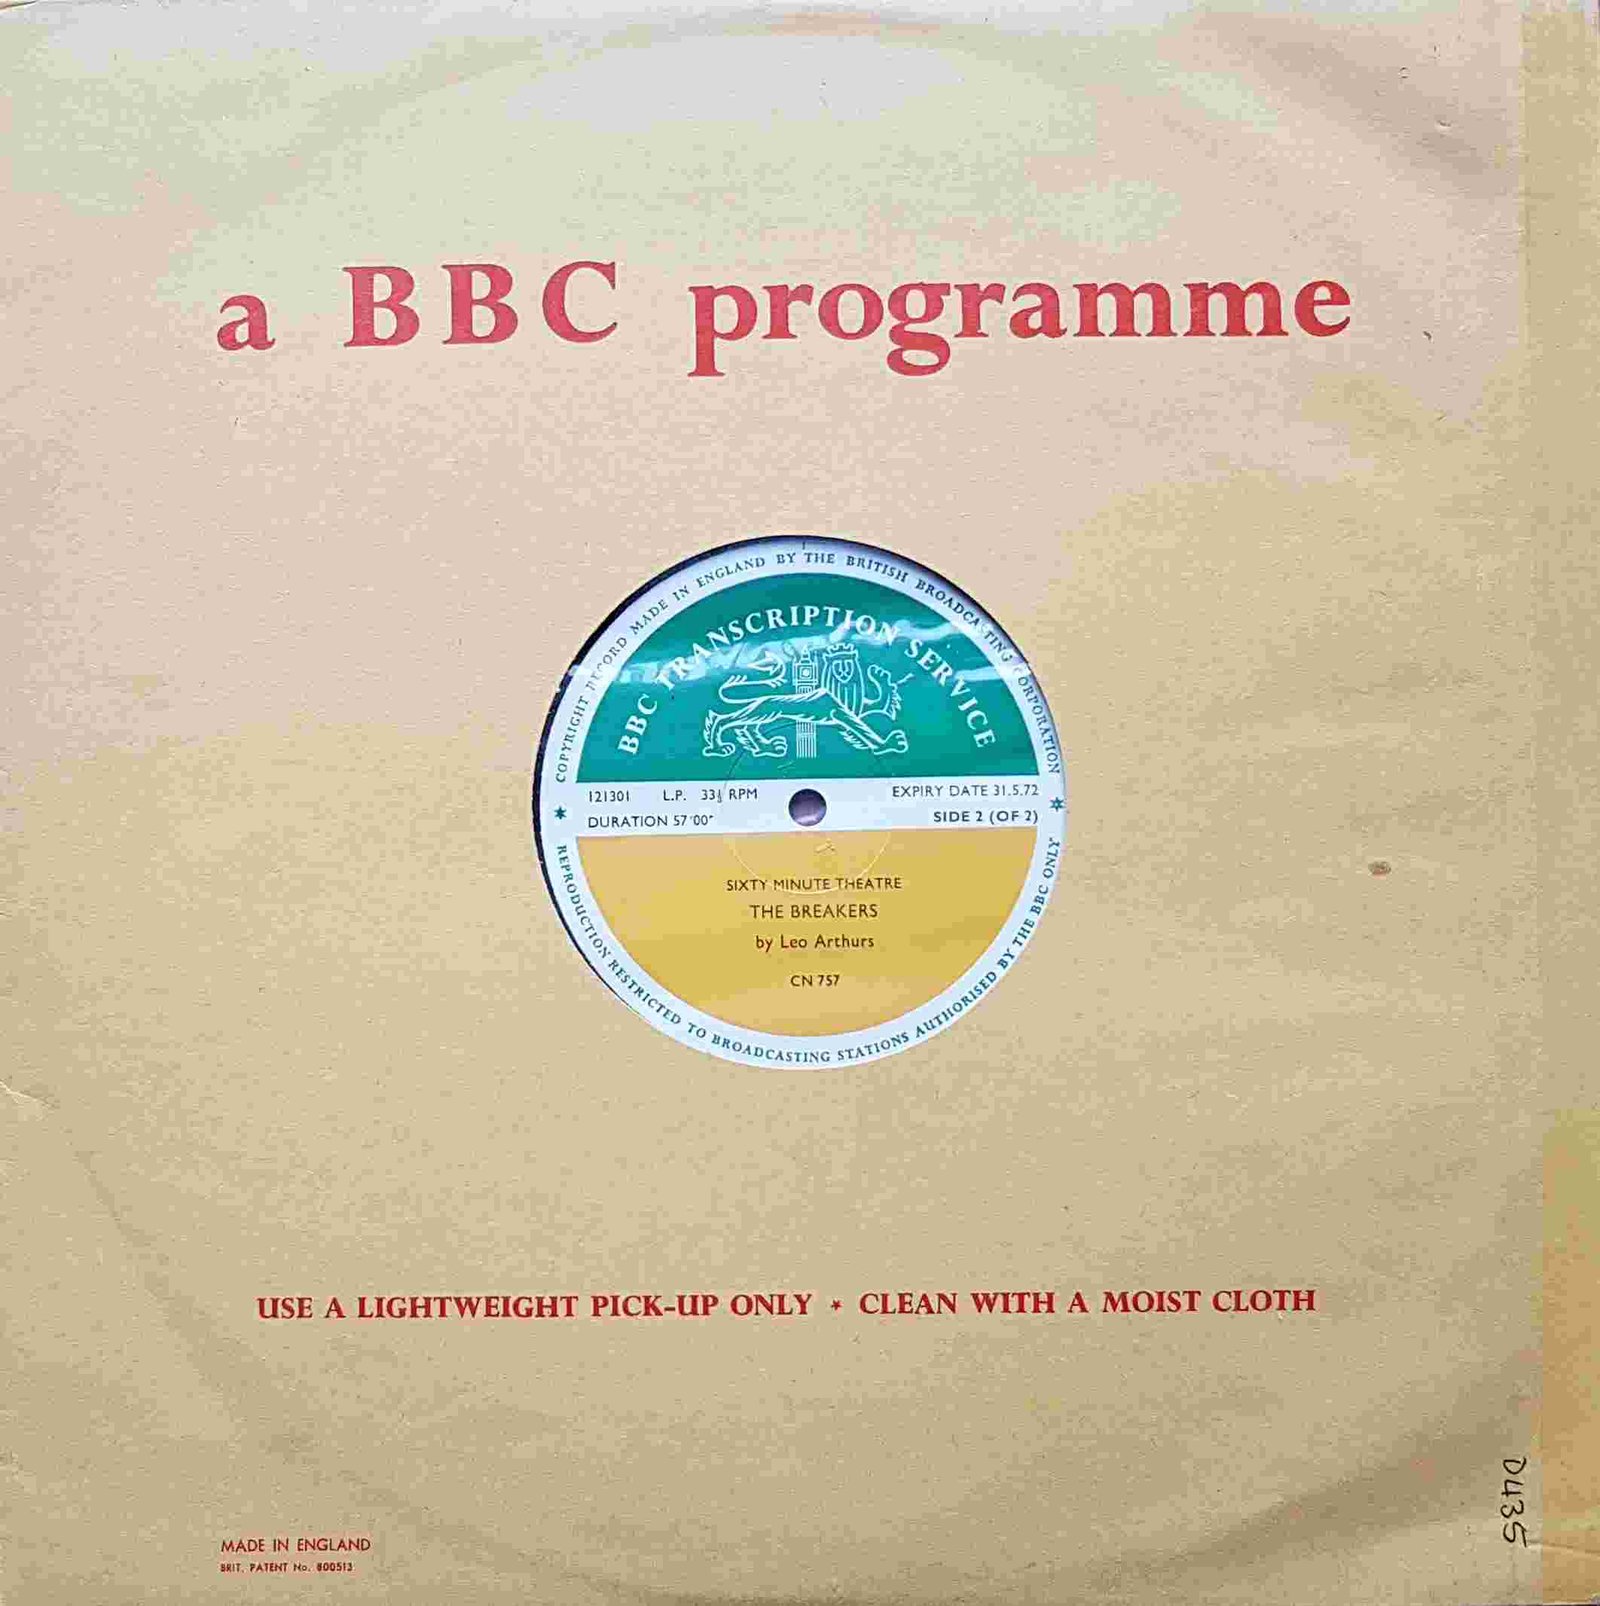 a BBC programme
COPYRIGHT RECORD MADE IN ENGLAND BY THE BRITISH BROADCASTING CORPORATION
BBC TRANSCRIPTION SERVICE
121301 L.P. 33⅓ RPM
EXPIRY DATE 31.5.72
DURATION 57'00"
SIDE 2 (OF 2)
SIXTY MINUTE THEATRE
THE BREAKERS
by Leo Arthurs
CN 757
REPRODUCTION RESTRICTED TO BROADCASTING STATIONS AUTHORISED BY THE BBC ONLY
USE A LIGHTWEIGHT PICK-UP ONLY * CLEAN WITH A MOIST CLOTH
D435
MADE IN ENGLAND
BRIT. PATENT No. 800513